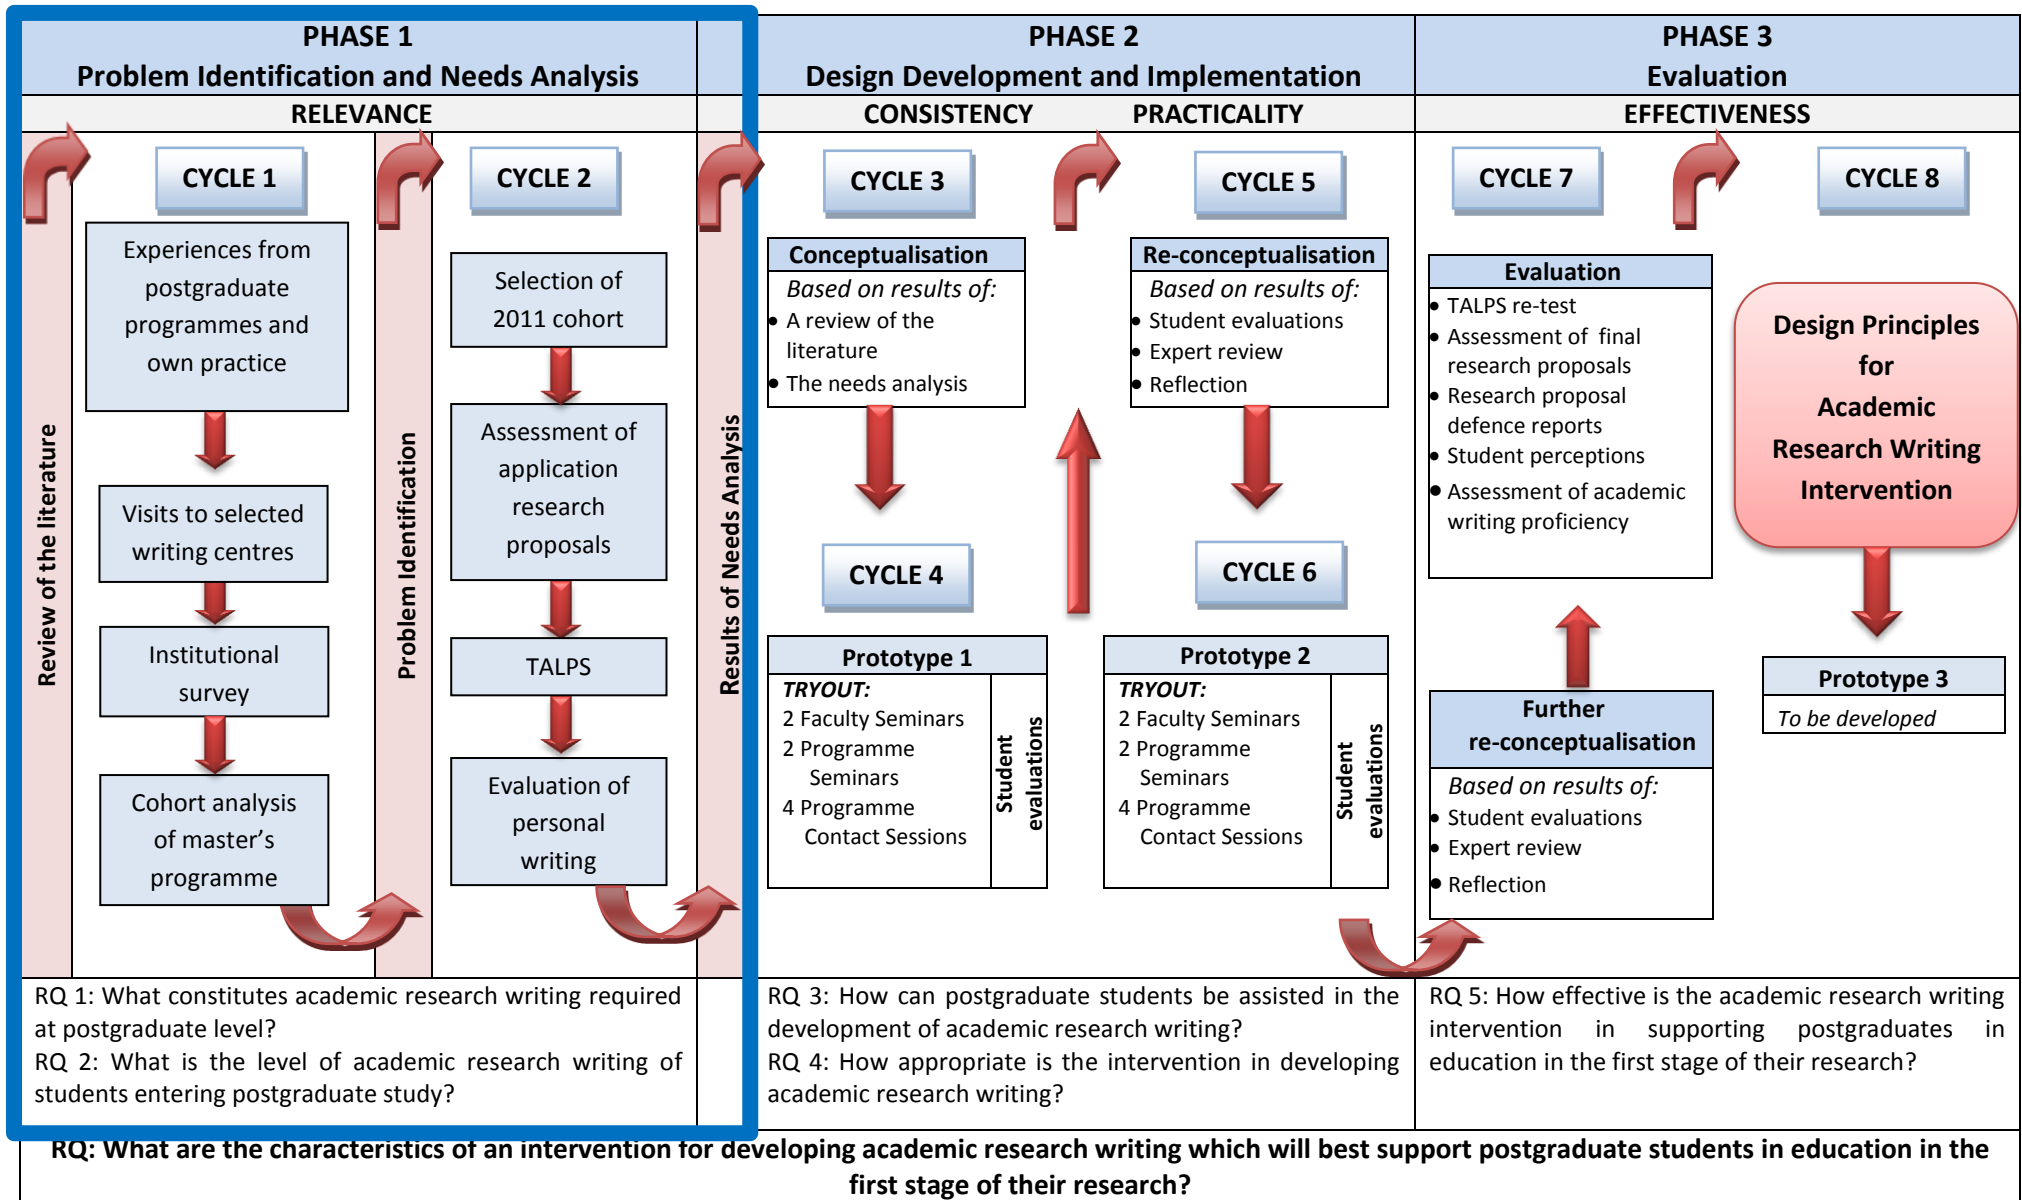 PHASE 1
Problem Identification and Needs Analysis
RELEVANCE
Review of the literature
CYCLE 1
Experiences from
postgraduate
programmes and
own practice
Visits to selected
writing centres
Institutional
survey
Cohort analysis
of master's
programme
Problem Identification
CYCLE 2
Selection of
2011 cohort
Assessment of
application
research
proposals
TALPS
Evaluation of
personal
writing
Results of Needs Analysis
RQ 1: What constitutes academic research writing required
at postgraduate level?
RQ 2: What is the level of academic research writing of
students entering postgraduate study?
PHASE 2
Design Development and Implementation
CONSISTENCY PRACTICALITY
CYCLE 3
Conceptualisation
Based on results of:
• A review of the
literature
• The needs analysis
CYCLE 4
Prototype 1
TRYOUT:
2 Faculty Seminars
2 Programme
Seminars
4 Programme
Contact Sessions
Student
evaluations
CYCLE 5
Re-conceptualisation
Based on results of:
• Student evaluations
• Expert review
• Reflection
CYCLE 6
Prototype 2
TRYOUT:
2 Faculty Seminars
2 Programme
Seminars
4 Programme
Contact Sessions
Student
evaluations
RQ 3: How can postgraduate students be assisted in the
development of academic research writing?
RQ 4: How appropriate is the intervention in developing
academic research writing?
PHASE 3
Evaluation
EFFECTIVENESS
CYCLE 7
Evaluation
• TALPS re-test
• Assessment of final
research proposals
• Research proposal
defence reports
• Student perceptions
• Assessment of academic
writing proficiency
Further
re-conceptualisation
Based on results of:
• Student evaluations
• Expert review
• Reflection
CYCLE 8
Design Principles
for
Academic
Research Writing
Intervention
Prototype 3
To be developed
RQ 5: How effective is the academic research writing
intervention in supporting postgraduates in
education in the first stage of their research?
RQ: What are the characteristics of an intervention for developing academic research writing which will best support postgraduate students in education in the
first stage of their research?